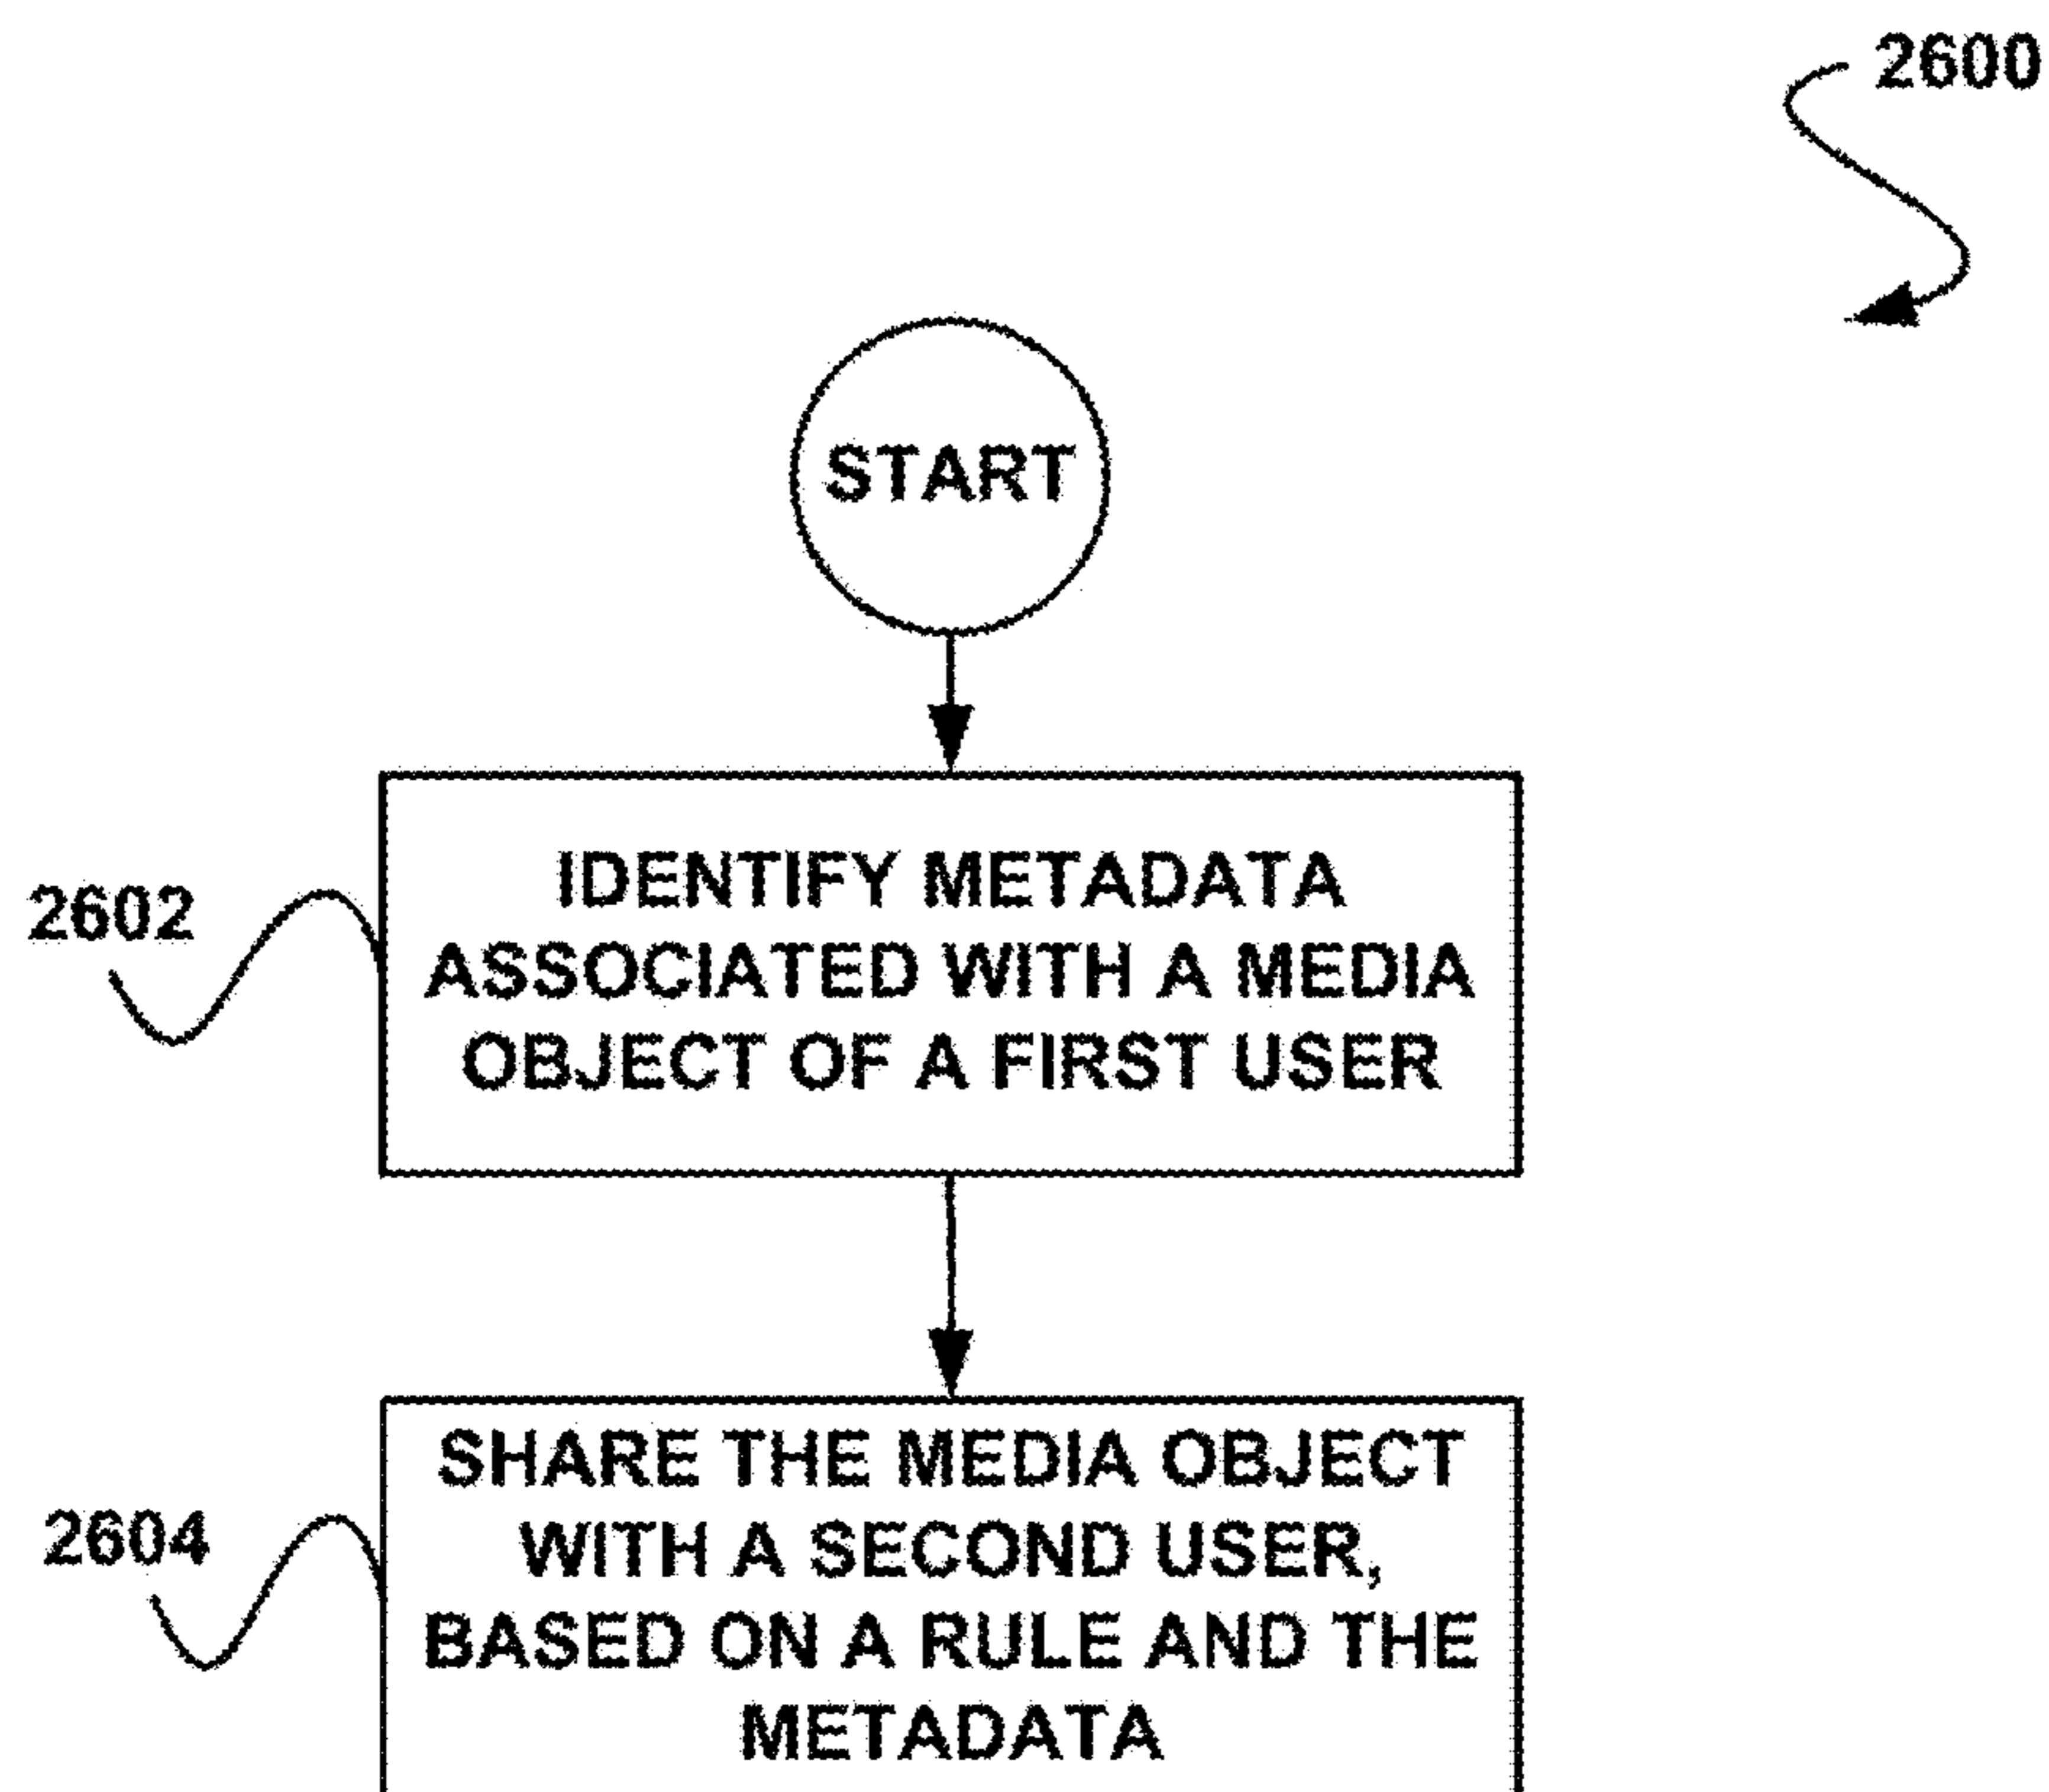 2600
START
IDENTIFY METADATA
ASSOCIATED WITH A MEDIA
OBJECT OF A FIRST USER
2602
SHARE THE MEDIA OBJECT
WITH A SECOND USER,
BASED ON A RULE AND THE
METADATA
2604